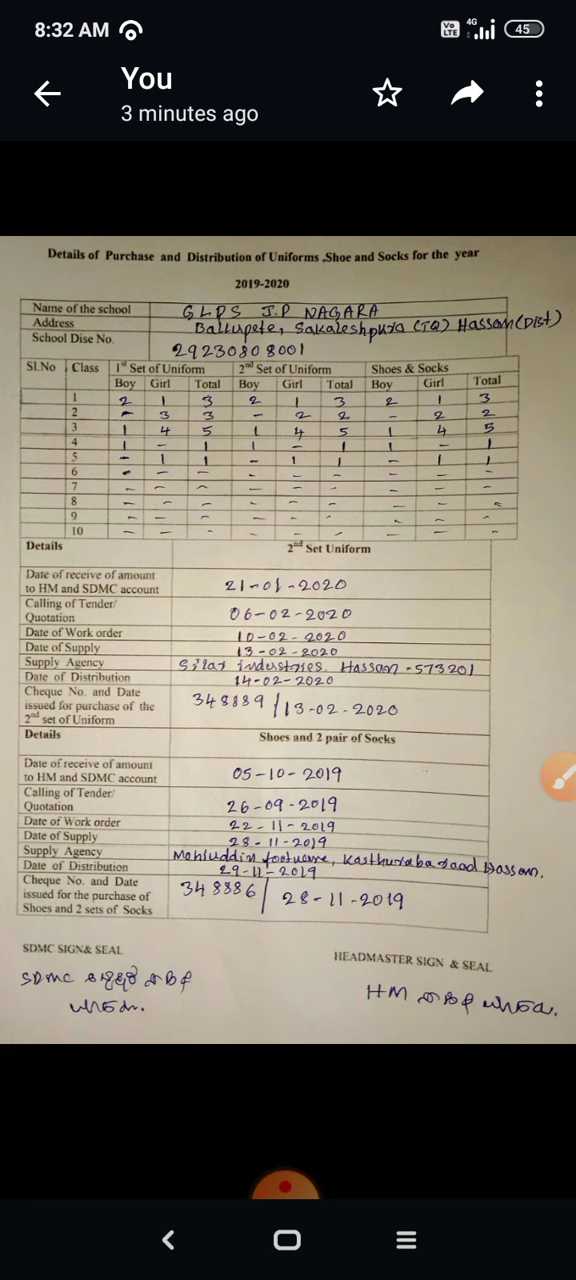 8:32 AM
Vo LTE 4G 45
You
3 minutes ago
Details of Purchase and Distribution of Uniforms ,Shoe and Socks for the year
2019-2020
Name of the school GLPS J.P NAGARA
Address Ballupete, Sakaleshpura (TQ) Hassan (Dist)
School Dise No. 29230808001
Sl.No Class 1st Set of Uniform 2nd Set of Uniform Shoes & Socks
Boy Girl Total Boy Girl Total Boy Girl Total
1 2 1 3 2 1 3 2 1 3
2 - 3 3 - 2 2 - 2 2
3 1 4 5 1 4 5 1 4 5
4 1 - 1 1 - 1 1 - 1
5 - 1 1 - 1 1 - 1 1
6 - - - - - - - - -
7 - - - - - - - - -
8 - - - - - - - - -
9 - - - - - - - - -
10 - - - - - - - - -
Details 2nd Set Uniform
Date of receive of amount
to HM and SDMC account 21-01-2020
Calling of Tender/
Quotation 06-02-2020
Date of Work order 10-02-2020
Date of Supply 13-02-2020
Supply Agency industries. Hassan-573201
Date of Distribution 14-02-2020
Cheque No. and Date
issued for purchase of the 348889/13-02-2020
2nd set of Uniform
Details Shoes and 2 pair of Socks
Date of receive of amount
to HM and SDMC account 05-10-2019
Calling of Tender/
Quotation 26-09-2019
Date of Work order 22-11-2019
Date of Supply 28-11-2019
Supply Agency Mohiuddin footware, Kasthuraba road Hassan.
Date of Distribution 29-11-2019
Cheque No. and Date
issued for the purchase of 348886/28-11-2019
Shoes and 2 sets of Socks
SDMC SIGN& SEAL
HEADMASTER SIGN & SEAL
SDMC
HM